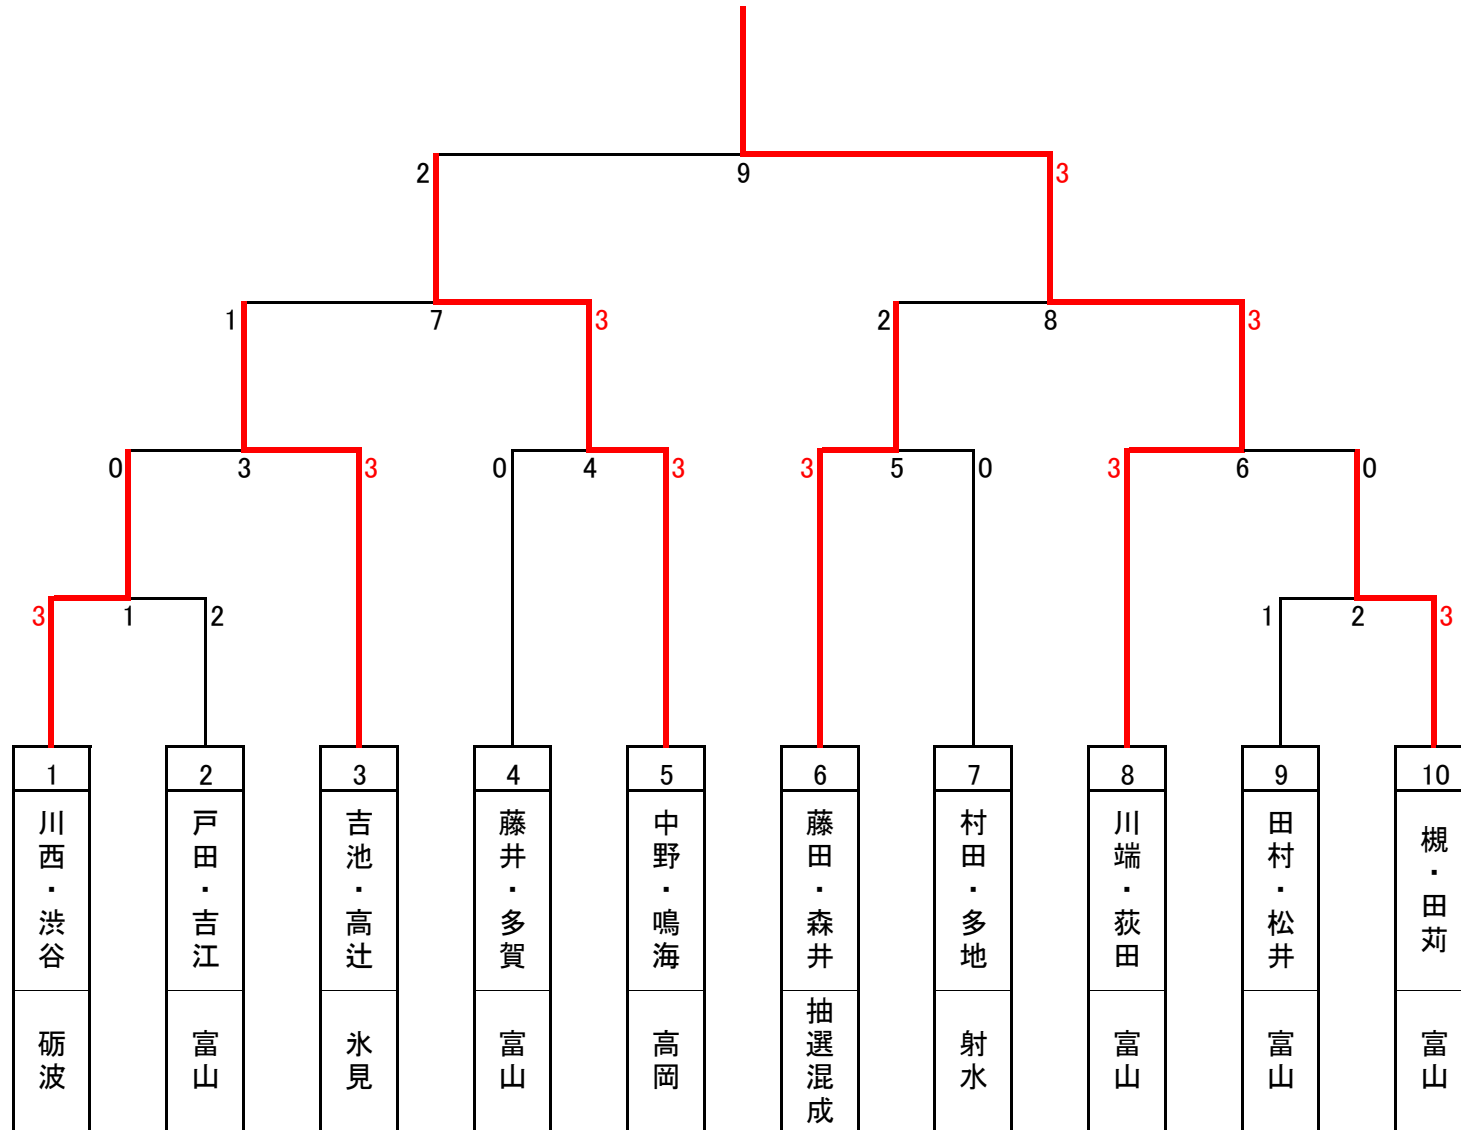 2 9 3
1 7 3 2 8 3
0 3 3 0 4 3 3 5 0 3 6 0
3 1 2 1 2 3
1 2 3 4 5 6 7 8 9 10
川西・渋谷
戸田・吉江
吉池・高辻
藤井・多賀
中野・鳴海
藤田・森井
村田・多地
川端・荻田
田村・松井
槻・田苅
砺波
富山
氷見
富山
高岡
抽選混成
射水
富山
富山
富山